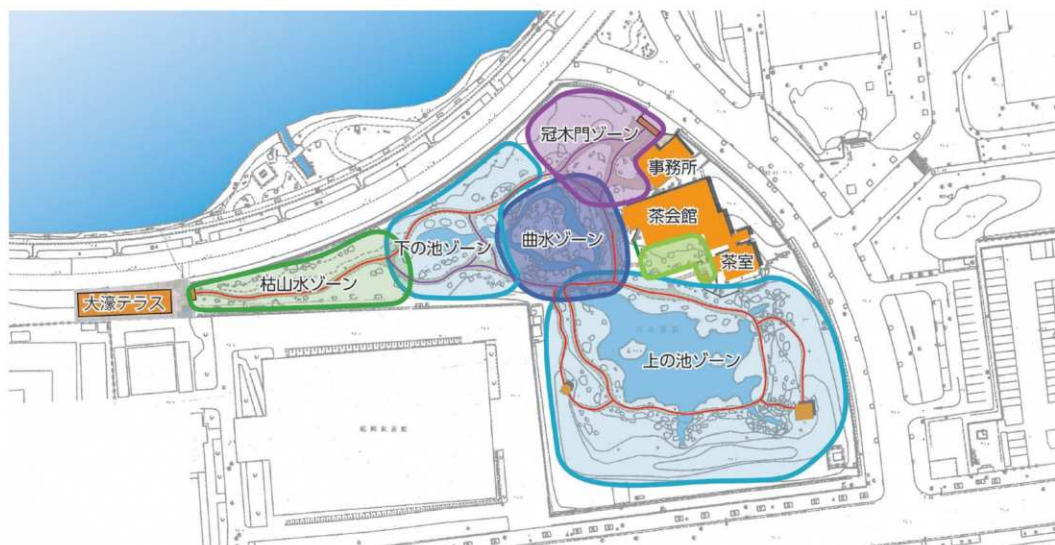 冠木門ゾーン
事務所
茶会館
曲水ゾーン
下の池ゾーン
茶室
枯山水ゾーン
大濠テラス
上の池ゾーン